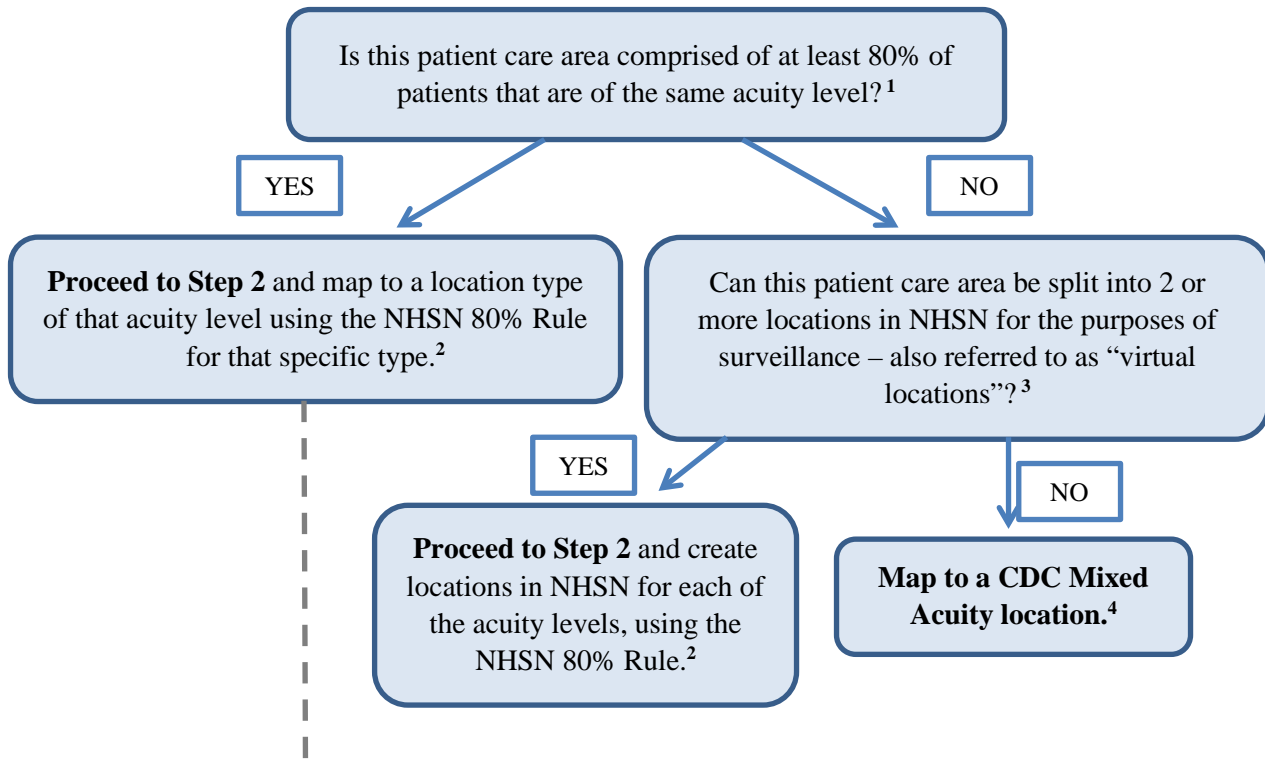 Is this patient care area comprised of at least 80% of
patients that are of the same acuity level? 1
YES
NO
Proceed to Step 2 and map to a location type
of that acuity level using the NHSN 80% Rule
for that specific type.2
Can this patient care area be split into 2 or
more locations in NHSN for the purposes of
surveillance – also referred to as “virtual
locations”? 3
YES
NO
Proceed to Step 2 and create
locations in NHSN for each of
the acuity levels, using the
NHSN 80% Rule.2
Map to a CDC Mixed
Acuity location.4